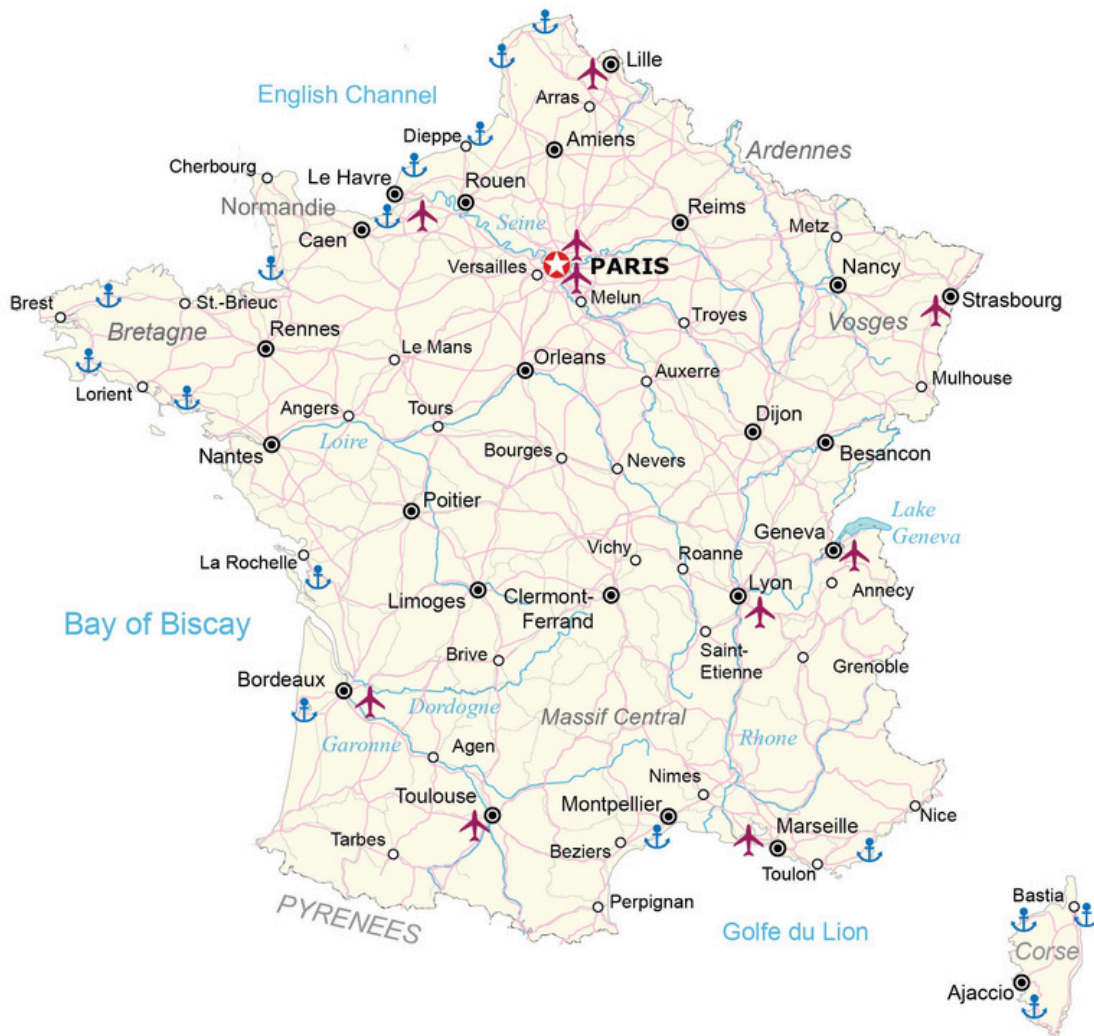 Lille
English Channel
Arras
Dieppe
Amiens
Ardennes
Cherbourg
Le Havre
Rouen
Normandie
Reims
Seine
Metz
Caen
Versailles
PARIS
Nancy
Melun
Strasbourg
Brest
St.-Brieuc
Troyes
Vosges
Bretagne
Rennes
Le Mans
Orleans
Auxerre
Mulhouse
Lorient
Angers
Tours
Dijon
Loire
Nantes
Bourges
Nevers
Besancon
Poitier
Lake
Geneva
Geneva
La Rochelle
Vichy
Roanne
Limoges
Clermont-
Ferrand
Lyon
Annecy
Bay of Biscay
Saint-
Etienne
Brive
Grenoble
Bordeaux
Dordogne
Massif Central
Garonne
Rhone
Agen
Nimes
Toulouse
Montpellier
Nice
Marseille
Tarbes
Beziers
Toulon
PYRENEES
Perpignan
Bastia
Golfe du Lion
Corse
Ajaccio